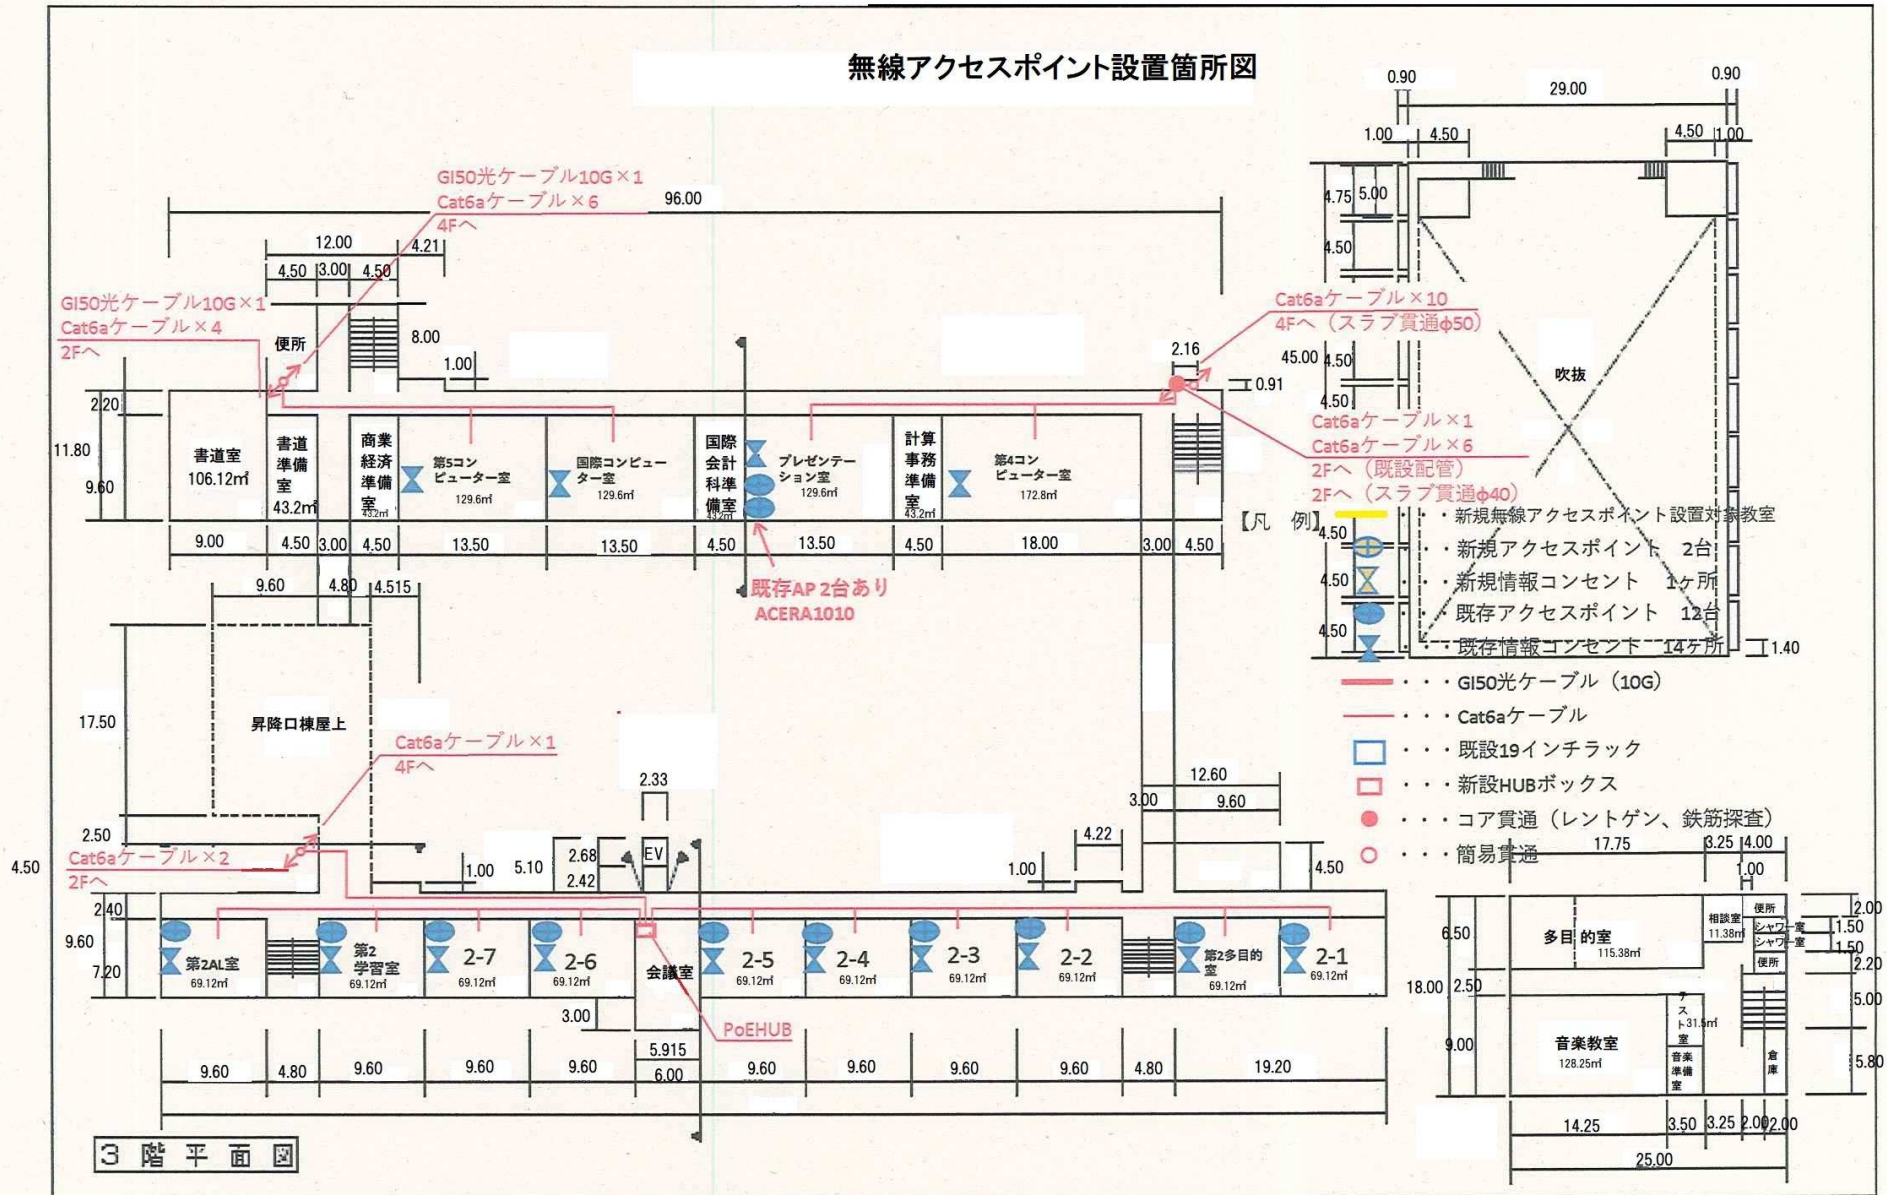 無線アクセスポイント設置箇所図
0.90
29.00
0.90
1.00
4.50
4.50
1.00
GI50光ケーブル10G×1
Cat6aケーブル×6
4Fへ
96.00
4.75
5.00
12.00
4.21
4.50
3.00
4.50
4.50
GI50光ケーブル10G×1
Cat6aケーブル×4
2Fへ
便所
8.00
1.00
Cat6aケーブル×10
4Fへ(スラブ貫通φ50)
2.16
45.00
4.50
0.91
吹抜
4.50
2.20
11.80
9.60
書道室
106.12㎡
書道
準備
室
43.2㎡
商業
経済
準備
室
43.2㎡
第5コン
ピューター室
129.6㎡
国際コンピュー
ター室
129.6㎡
国際
会計
科準
備室
43.2㎡
プレゼンテー
ション室
129.6㎡
計算
事務
準備
室
43.2㎡
第4コン
ピューター室
172.8㎡
Cat6aケーブル×1
Cat6aケーブル×6
2Fへ(既設配管)
2Fへ(スラブ貫通φ40)
9.00
4.50
3.00
4.50
13.50
13.50
4.50
13.50
4.50
18.00
3.00
4.50
【凡 例】
・・新規無線アクセスポイント設置対象教室
4.50
・・・新規アクセスポイント 2台
4.50
・・・新規情報コンセント 1ヶ所
・・・既存アクセスポイント 12台
4.50
・・・既存情報コンセント 14ヶ所
1.40
・・・GI50光ケーブル(10G)
・・・Cat6aケーブル
・・・既設19インチラック
・・・新設HUBボックス
・・・コア貫通(レントゲン、鉄筋探査)
・・・簡易貫通
既存AP 2台あり
ACERA1010
9.60
4.80
4.515
17.50
昇降口棟屋上
Cat6aケーブル×1
4Fへ
2.33
12.60
3.00
9.60
2.50
4.50
Cat6aケーブル×2
2Fへ
1.00
5.10
2.68
2.42
EV
1.00
4.22
4.50
17.75
3.25
4.00
1.00
2.40
9.60
7.20
第2AL室
69.12㎡
第2
学習室
69.12㎡
2-7
69.12㎡
2-6
69.12㎡
会議室
2-5
69.12㎡
2-4
69.12㎡
2-3
69.12㎡
2-2
69.12㎡
第2多目的
室
69.12㎡
2-1
69.12㎡
3.00
PoEHUB
9.60
4.80
9.60
9.60
9.60
5.915
6.00
9.60
9.60
9.60
9.60
4.80
19.20
6.50
18.00
2.50
9.00
多目的室
115.38㎡
相談室
11.38㎡
便所
シャワー室
シャワー室
便所
2.00
1.50
1.50
2.20
5.00
5.80
テスト室
31.5㎡
音楽教室
128.25㎡
音楽
準備
室
倉庫
14.25
3.50
3.25
2.00
2.00
25.00
3階平面図